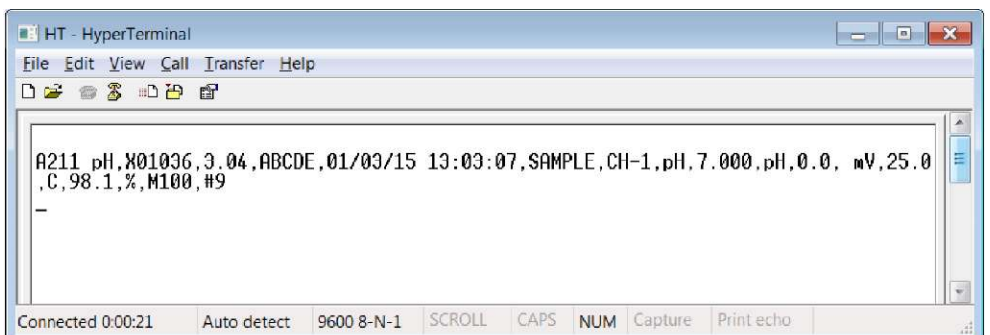 HT - HyperTerminal
File Edit View Call Transfer Help
A211 pH,X01036,3.04,ABCDE,01/03/15 13:03:07,SAMPLE,CH-1,pH,7.000,pH,0.0, mV,25.0
,C,98.1,%,M100,#9
_
Connected 0:00:21 Auto detect 9600 8-N-1 SCROLL CAPS NUM Capture Print echo